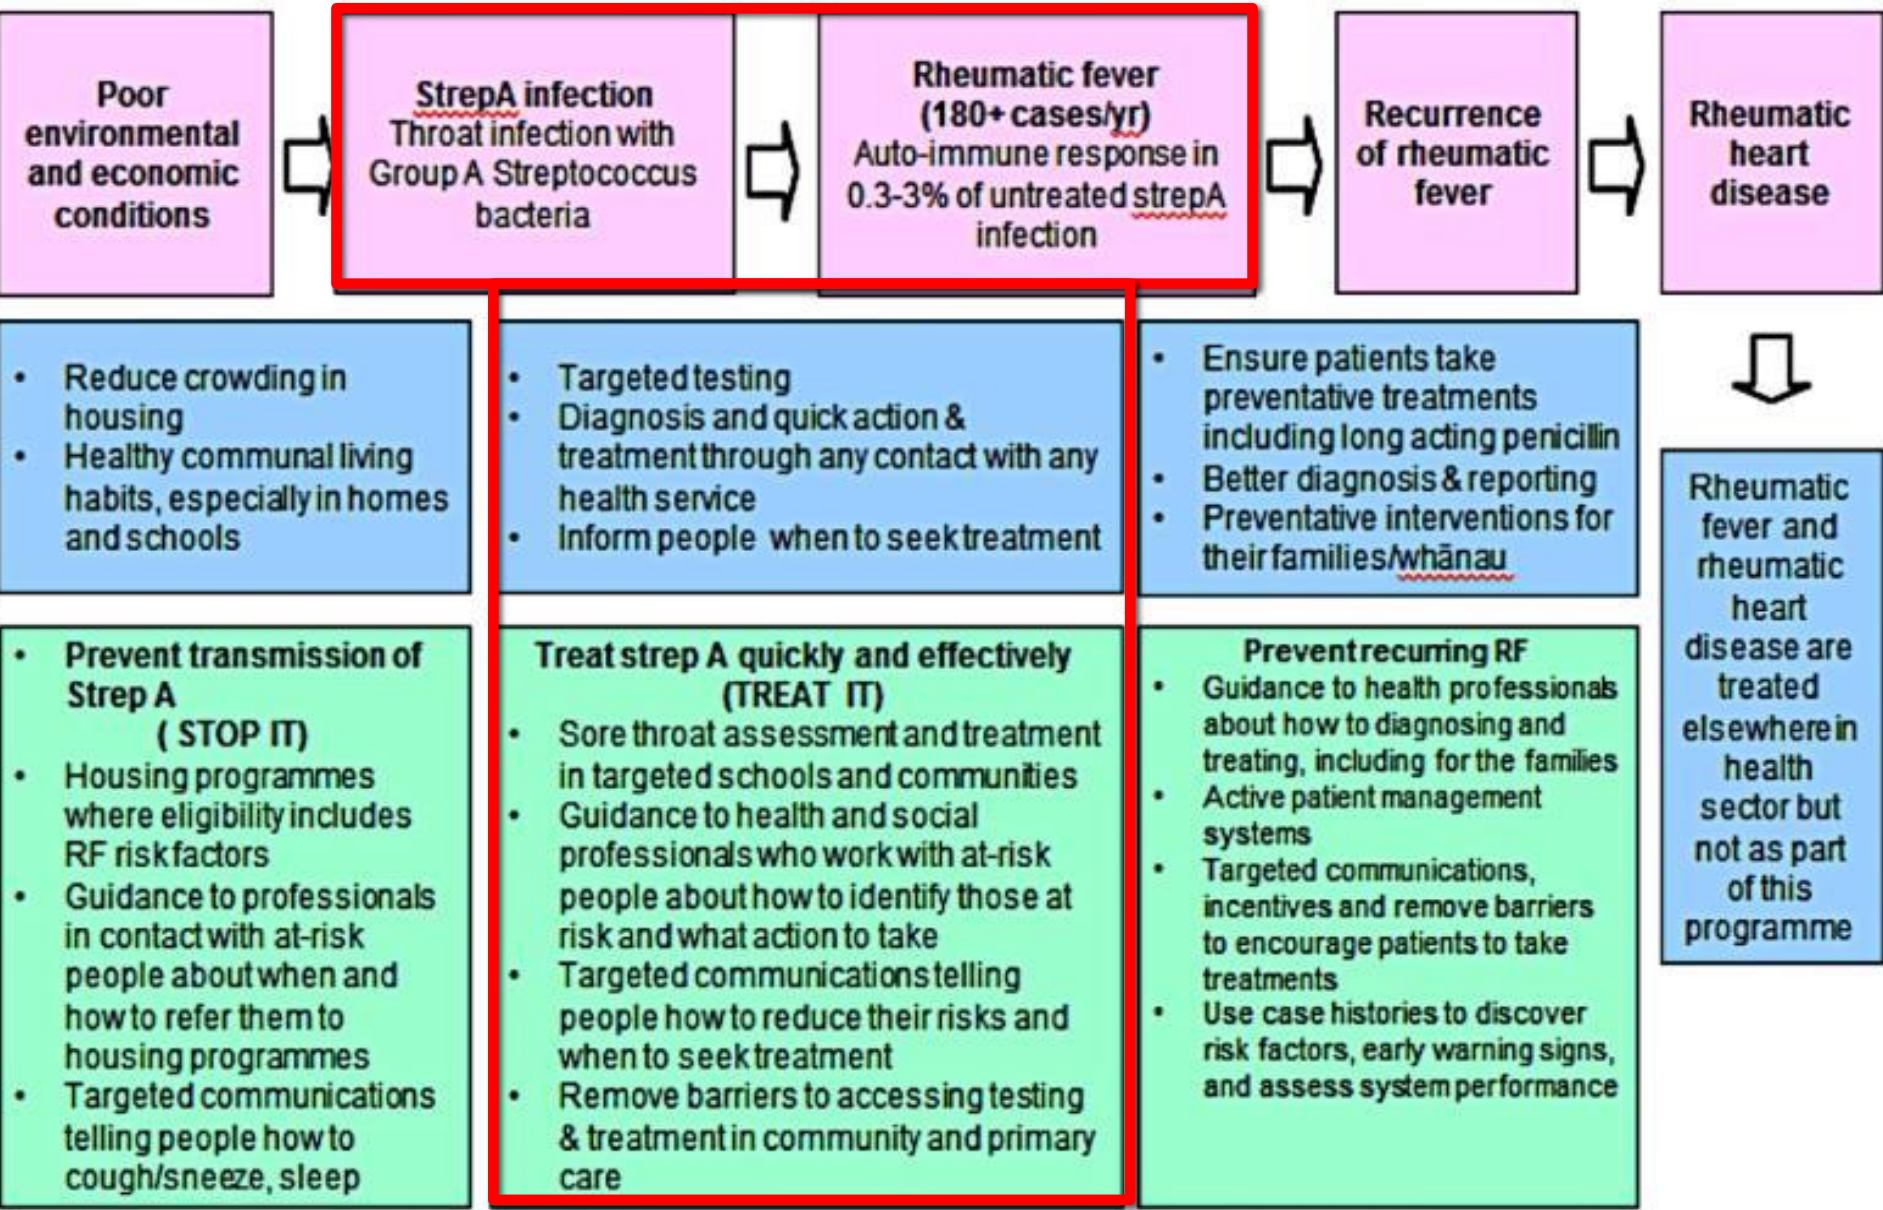 Poor
environmental
and economic
conditions
StrepA infection
Throat infection with
Group A Streptococcus
bacteria
Rheumatic fever
(180+ cases/yr)
Auto-immune response in
0.3-3% of untreated strepA
infection
Recurrence
of rheumatic
fever
Rheumatic
heart
disease
• Reduce crowding in
housing
• Healthy communal living
habits, especially in homes
and schools
• Targeted testing
• Diagnosis and quick action &
treatment through any contact with any
health service
• Inform people when to seek treatment
• Ensure patients take
preventative treatments
including long acting penicillin
• Better diagnosis & reporting
• Preventative interventions for
their families/whānau
Rheumatic
fever and
rheumatic
heart
disease are
treated
elsewhere in
health
sector but
not as part
of this
programme
• Prevent transmission of
Strep A
( STOP IT)
• Housing programmes
where eligibility includes
RF risk factors
• Guidance to professionals
in contact with at-risk
people about when and
how to refer them to
housing programmes
• Targeted communications
telling people how to
cough/sneeze, sleep
Treat strep A quickly and effectively
(TREAT IT)
• Sore throat assessment and treatment
in targeted schools and communities
• Guidance to health and social
professionals who work with at-risk
people about how to identify those at
risk and what action to take
• Targeted communications telling
people how to reduce their risks and
when to seek treatment
• Remove barriers to accessing testing
& treatment in community and primary
care
Prevent recurring RF
• Guidance to health professionals
about how to diagnosing and
treating, including for the families
• Active patient management
systems
• Targeted communications,
incentives and remove barriers
to encourage patients to take
treatments
• Use case histories to discover
risk factors, early warning signs,
and assess system performance